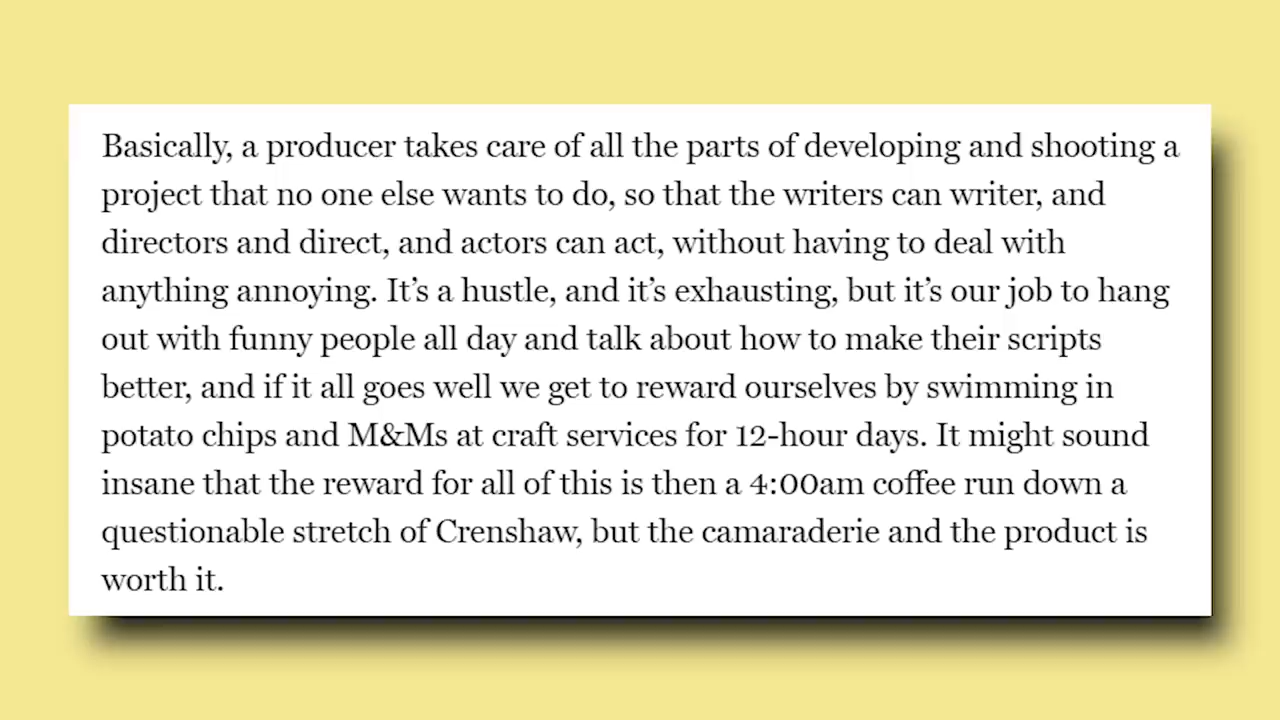 Basically, a producer takes care of all the parts of developing and shooting a
project that no one else wants to do, so that the writers can writer, and
directors and direct, and actors can act, without having to deal with
anything annoying. It’s a hustle, and it’s exhausting, but it’s our job to hang
out with funny people all day and talk about how to make their scripts
better, and if it all goes well we get to reward ourselves by swimming in
potato chips and M&Ms at craft services for 12-hour days. It might sound
insane that the reward for all of this is then a 4:00am coffee run down a
questionable stretch of Crenshaw, but the camaraderie and the product is
worth it.